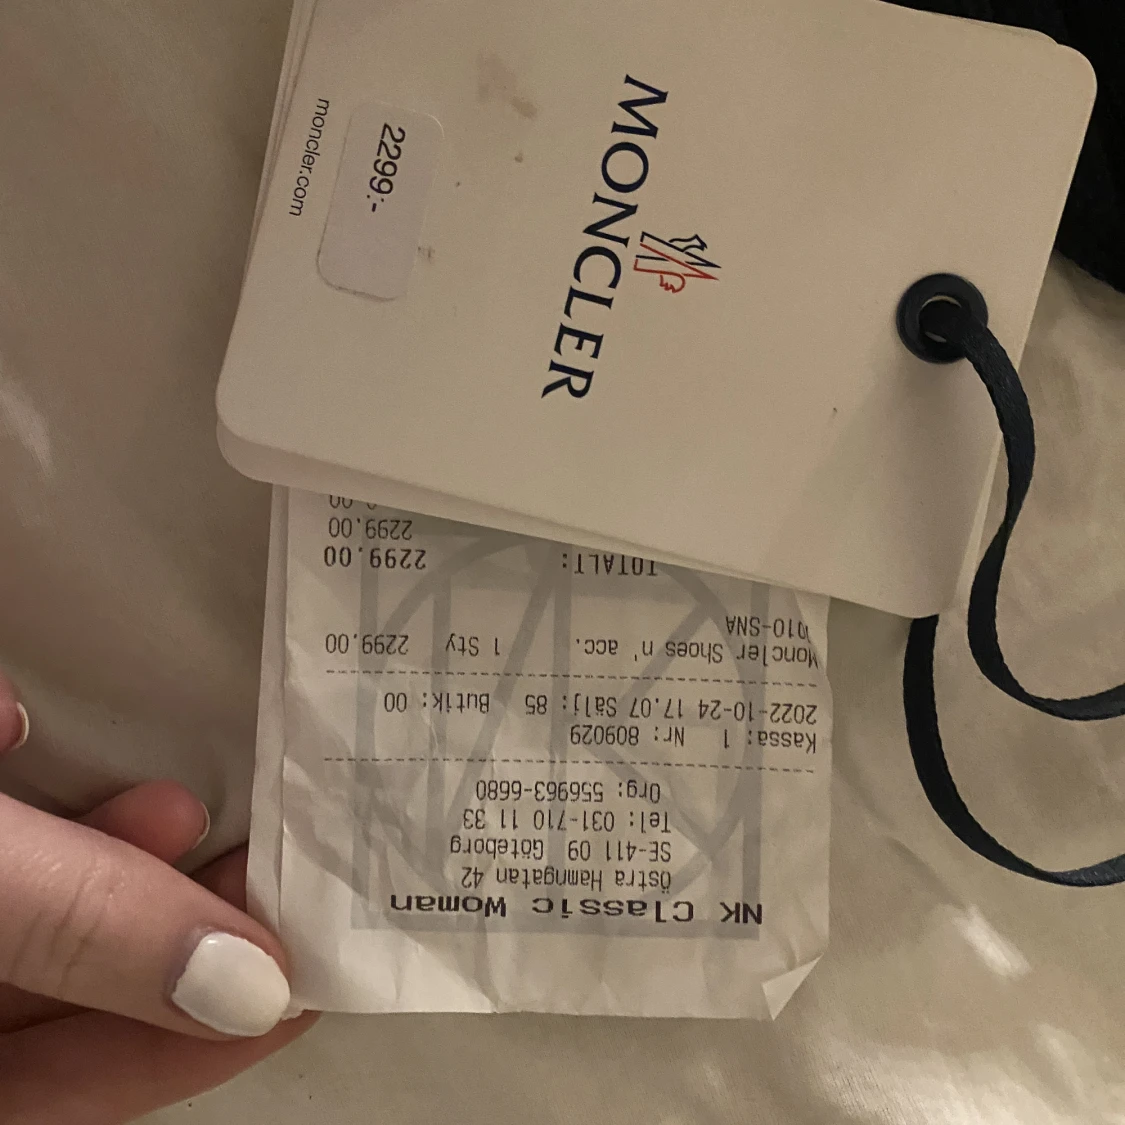 MONCLER
2299:-
moncler.com
NK Classic Woman
Östra Hamngatan 42
SE-411 09 Göteborg
Tel: 031-710 11 33
Org: 556963-6680
Kassa: 1 Nr: 809029
2022-10-24 17.07 Sälj: 85 Butik: 00
Moncler Shoes n' acc. 1 Sty 2299.00
010-SNA
TOTALT: 2299.00
2299.00